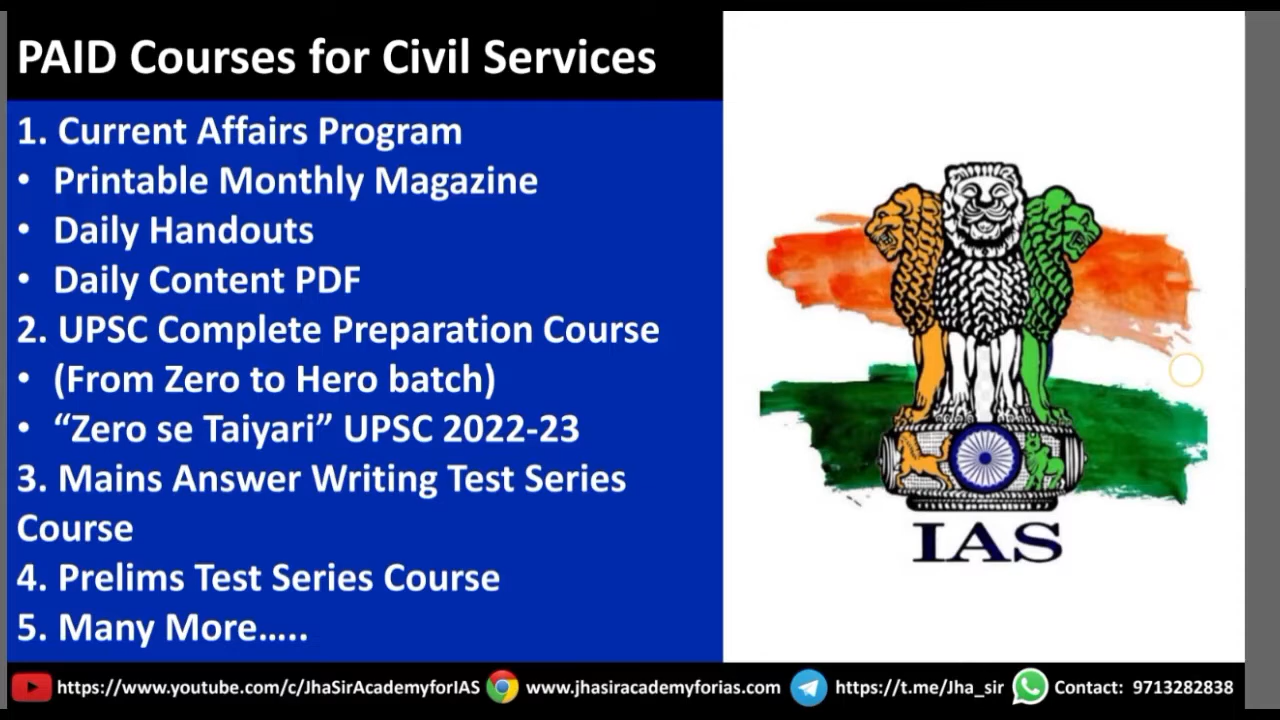 PAID Courses for Civil Services
1. Current Affairs Program
• Printable Monthly Magazine
• Daily Handouts
• Daily Content PDF
2. UPSC Complete Preparation Course
• (From Zero to Hero batch)
• “Zero se Taiyari” UPSC 2022-23
3. Mains Answer Writing Test Series
Course
4. Prelims Test Series Course
5. Many More…..
IAS
https://www.youtube.com/c/JhaSirAcademyforIAS www.jhasiracademyforias.com https://t.me/Jha_sir Contact: 9713282838